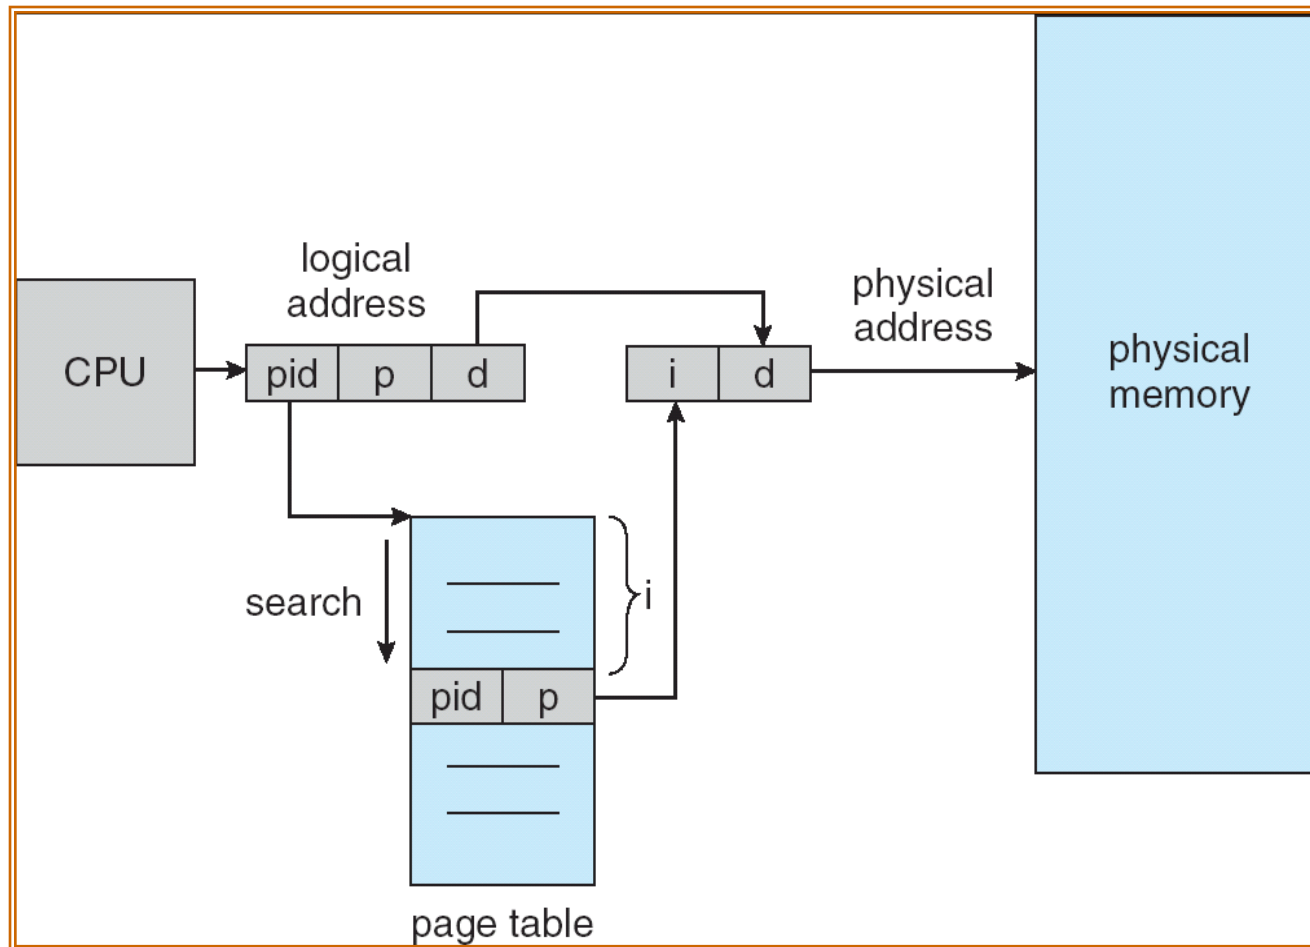 logical
address
physical
address
CPU
pid p d
i d
physical
memory
search
i
pid p
page table